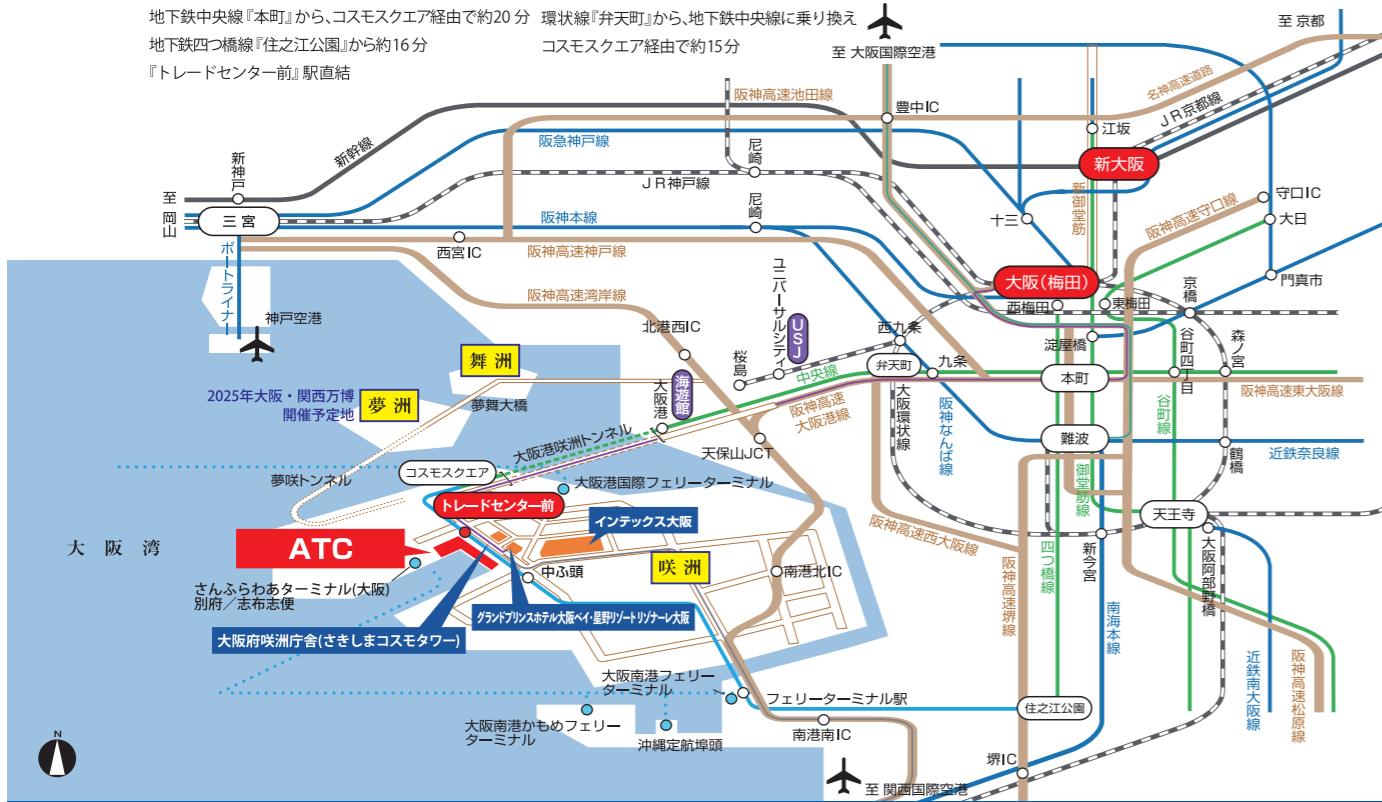 地下鉄中央線『本町』から、コスモスクエア経由で約20分
地下鉄四つ橋線『住之江公園』から約16分
『トレードセンター前』駅直結
環状線『弁天町』から、地下鉄中央線に乗り換え
コスモスクエア経由で約15分
至 大阪国際空港
至 京都
阪神高速池田線
豊中IC
名神高速道路
JR京都線
江坂
新大阪
新幹線
阪急神戸線
尼崎
JR神戸線
新神戸
至 岡山
三宮
阪神本線
尼崎
十三
新御堂筋
阪神高速守口線
守口IC
大日
門真市
ポートライナー
西宮IC
阪神高速神戸線
阪神高速湾岸線
神戸空港
北港西IC
ユニバーサルシティ
USJ
桜島
西九条
大阪(梅田)
西梅田
東梅田
京橋
淀屋橋
谷町四丁目
森ノ宮
舞洲
2025年大阪・関西万博
開催予定地
夢洲
夢舞大橋
大阪港
海遊館
中央線
弁天町
九条
本町
阪神高速東大阪線
阪神高速
大阪港線
大阪環状線
阪神なんば線
谷町線
大阪港咲洲トンネル
天保山JCT
難波
鶴橋
近鉄奈良線
コスモスクエア
夢咲トンネル
大阪港国際フェリーターミナル
トレードセンター前
インテックス大阪
御堂筋線
天王寺
阪神高速西大阪線
大阪湾
ATC
さんふらわあターミナル(大阪)
別府／志布志便
中ふ頭
咲洲
南港北IC
阪神高速堺線
四つ橋線
新今宮
大阪阿部野橋
グランドプリンスホテル大阪ベイ・星野リゾートリゾナーレ大阪
大阪府咲洲庁舎(さきしまコスモタワー)
南海本線
近鉄南大阪線
阪神高速松原線
大阪南港フェリー
ターミナル
フェリーターミナル駅
住之江公園
大阪南港かもめフェリー
ターミナル
沖縄定航埠頭
南港南IC
堺IC
N
至 関西国際空港